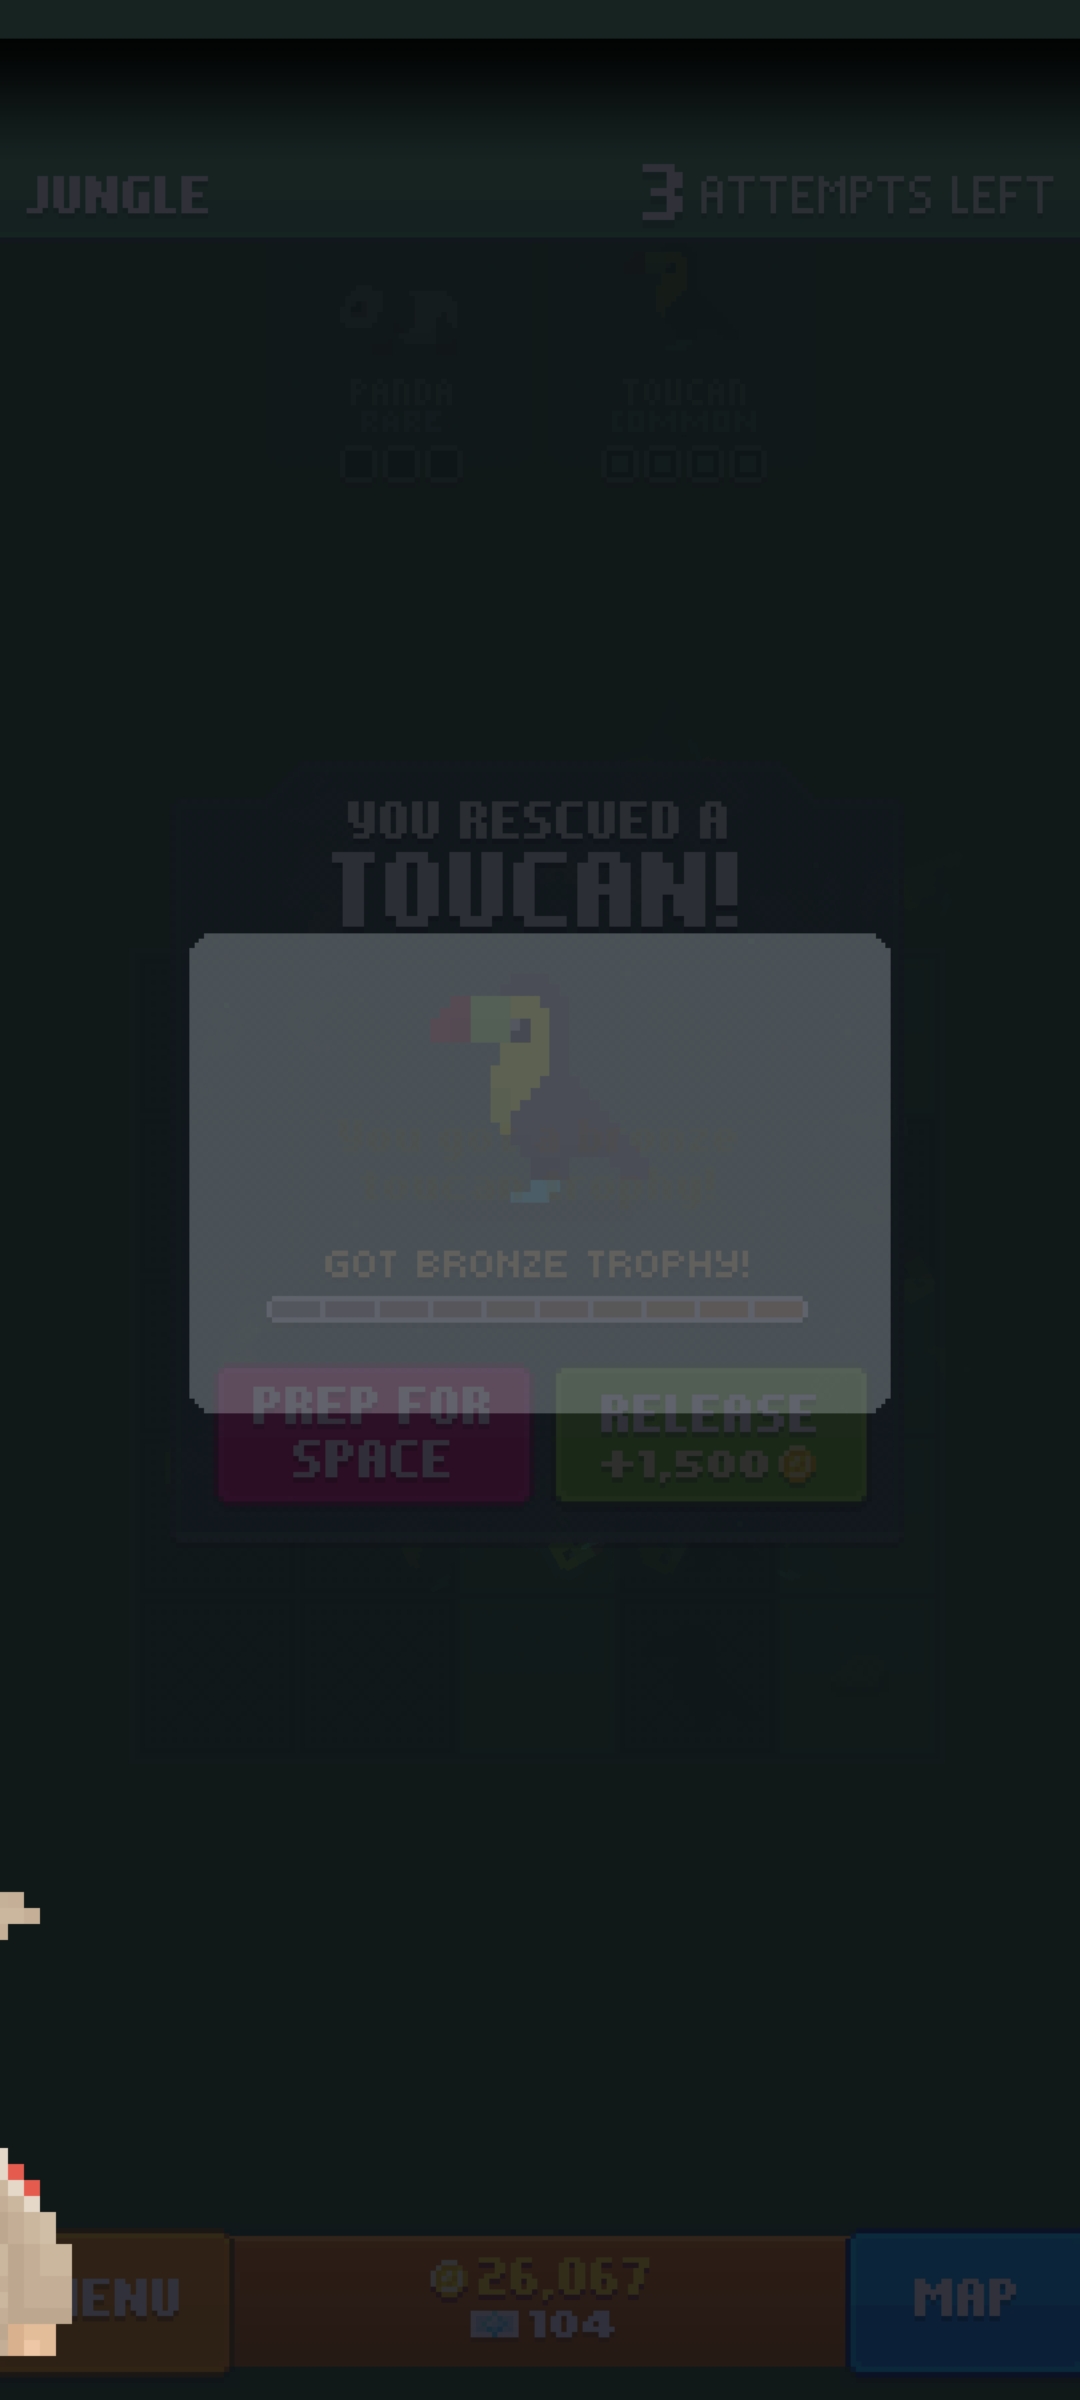 JUNGLE
3 ATTEMPTS LEFT
PANDA
RARE
TOUCAN
COMMON
YOU RESCUED A
TOUCAN!
GOT BRONZE TROPHY!
PREP FOR
SPACE
RELEASE
+1,500
26,067
104
MAP